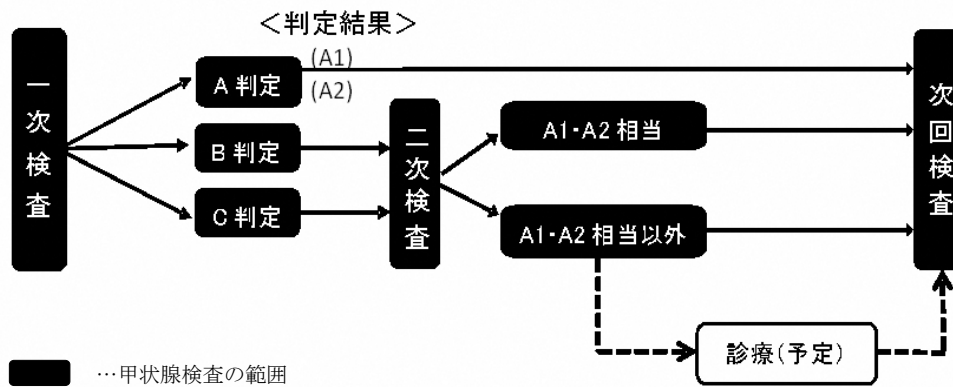 ＜判定結果＞
一次検査
A 判定
(A1)
(A2)
B 判定
C 判定
二次検査
A1・A2 相当
A1・A2 相当以外
次回検査
診療(予定)
…甲状腺検査の範囲